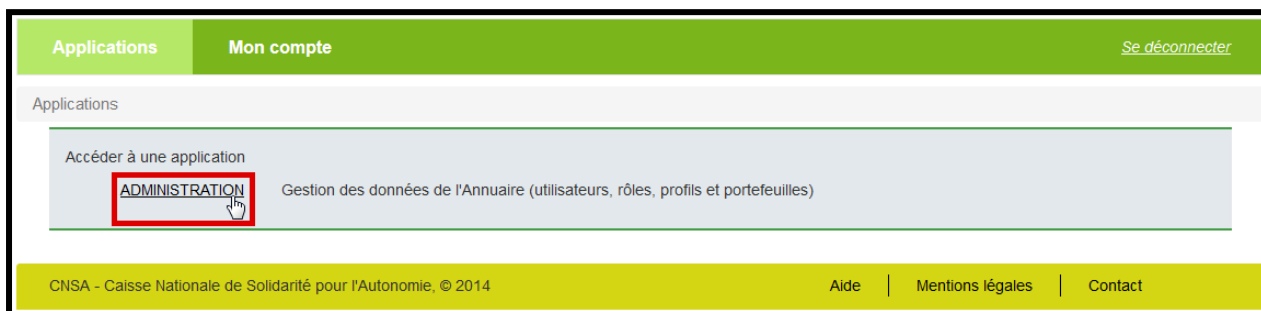 Applications Mon compte Se déconnecter
Applications
Accéder à une application
ADMINISTRATION Gestion des données de l'Annuaire (utilisateurs, rôles, profils et portefeuilles)
CNSA - Caisse Nationale de Solidarité pour l'Autonomie, © 2014 Aide Mentions légales Contact